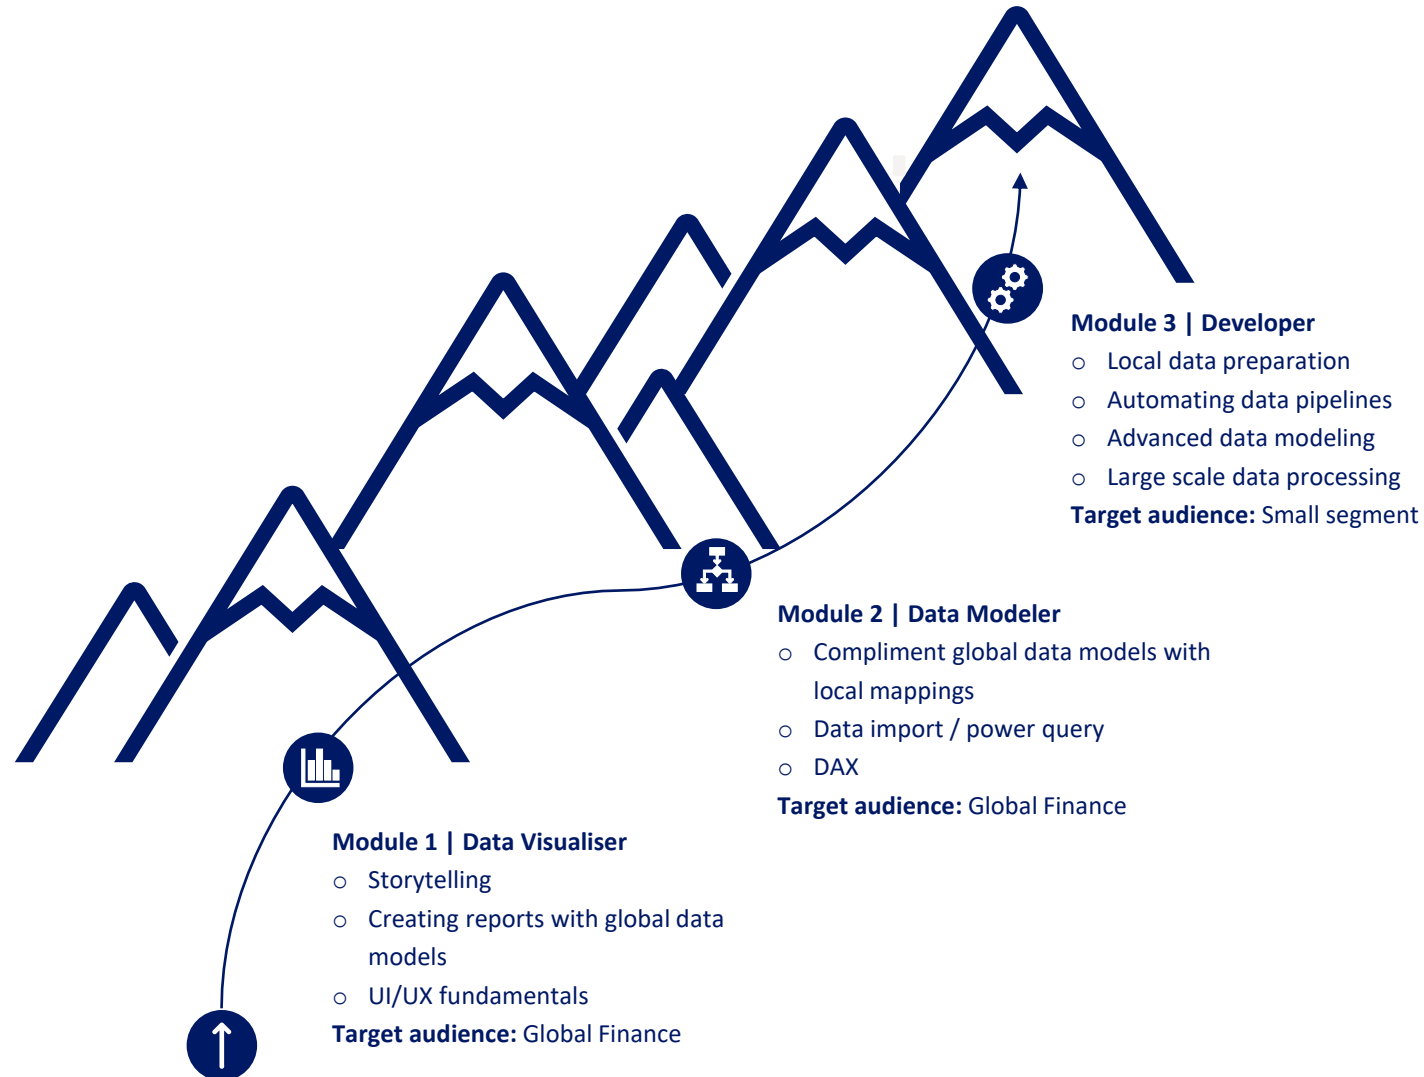 Module 3 | Developer
o Local data preparation
o Automating data pipelines
o Advanced data modeling
o Large scale data processing
Target audience: Small segment
Module 2 | Data Modeler
o Compliment global data models with
local mappings
o Data import / power query
o DAX
Target audience: Global Finance
Module 1 | Data Visualiser
o Storytelling
o Creating reports with global data
models
o UI/UX fundamentals
Target audience: Global Finance